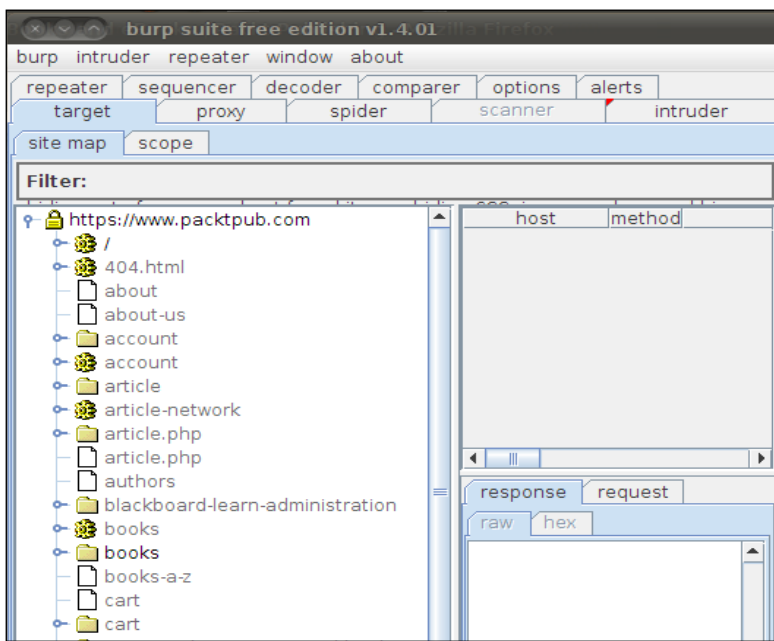 burp suite free edition v1.4.01
burp intruder repeater window about
repeater sequencer decoder comparer options alerts
target proxy spider scanner intruder
site map scope
Filter:
https://www.packtpub.com
/
404.html
about
about-us
account
account
article
article-network
article.php
article.php
authors
blackboard-learn-administration
books
books
books-a-z
cart
cart
host method
response request
raw hex